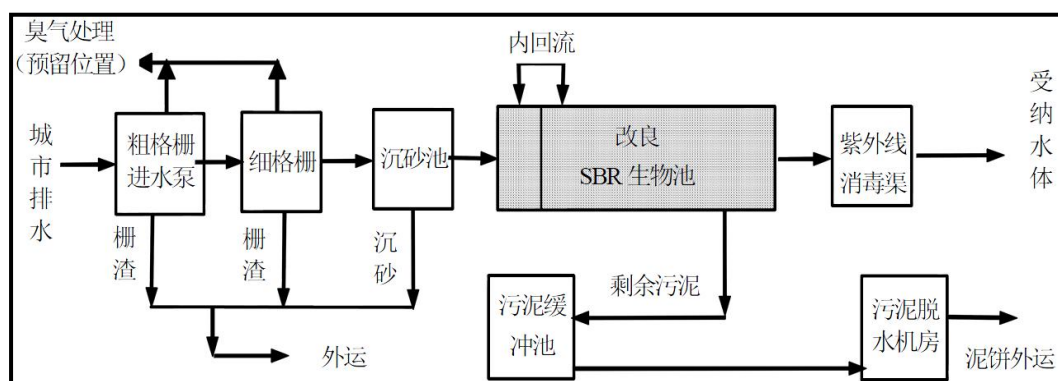 臭气处理
（预留位置）
内回流
城市排水
粗格栅
进水泵
细格栅
沉砂池
改良
SBR 生物池
紫外线
消毒渠
受纳水体
栅渣
栅渣
沉砂
剩余污泥
污泥缓
冲池
污泥脱
水机房
外运
泥饼外运